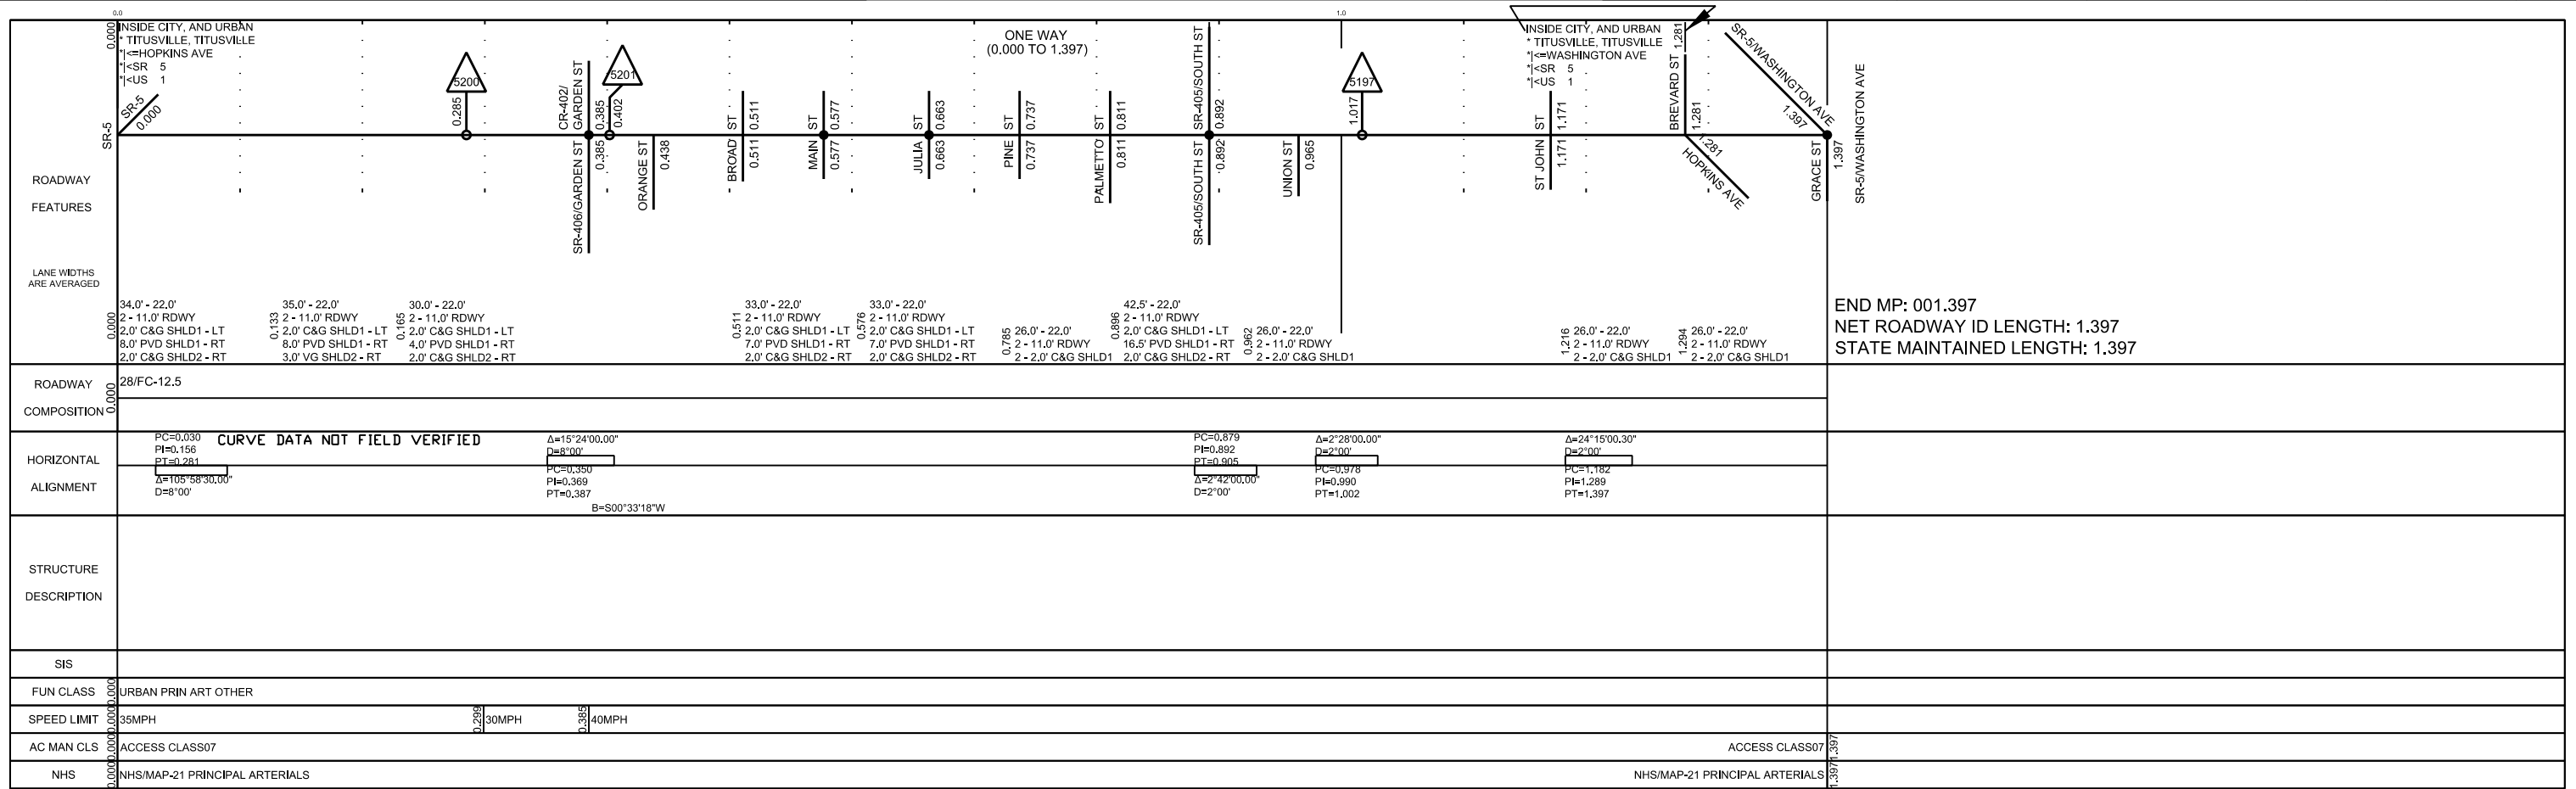 0.0
1.0
0.000
INSIDE CITY, AND URBAN
* TITUSVILLE, TITUSVILLE
*|<=HOPKINS AVE
*|<SR 5
*|<US 1
SR-5
0.000
SR-5
5200
0.285
CR-402/
GARDEN ST
0.385
SR-406/GARDEN ST
0.385
5201
0.402
ORANGE ST
0.438
BROAD ST
0.511
0.511
MAIN ST
0.577
0.577
JULIA ST
0.663
0.663
ONE WAY
(0.000 TO 1.397)
PINE ST
0.737
0.737
PALMETTO ST
0.811
0.811
SR-405/SOUTH ST
0.892
SR-405/SOUTH ST
0.892
UNION ST
0.965
5197
1.017
INSIDE CITY, AND URBAN
* TITUSVILLE, TITUSVILLE
*|<=WASHINGTON AVE
*|<SR 5
*|<US 1
ST JOHN ST
1.171
1.171
1.281
BREVARD ST
1.281
1.281
HOPKINS AVE
SR-5/WASHINGTON AVE
1.397
GRACE ST
1.397
SR-5/WASHINGTON AVE
ROADWAY
FEATURES
LANE WIDTHS
ARE AVERAGED
0.000
34.0' - 22.0'
2 - 11.0' RDWY
2.0' C&G SHLD1 - LT
8.0' PVD SHLD1 - RT
2.0' C&G SHLD2 - RT
0.133
35.0' - 22.0'
2 - 11.0' RDWY
2.0' C&G SHLD1 - LT
8.0' PVD SHLD1 - RT
3.0' VG SHLD2 - RT
0.165
30.0' - 22.0'
2 - 11.0' RDWY
2.0' C&G SHLD1 - LT
4.0' PVD SHLD1 - RT
2.0' C&G SHLD2 - RT
0.511
33.0' - 22.0'
2 - 11.0' RDWY
2.0' C&G SHLD1 - LT
7.0' PVD SHLD1 - RT
2.0' C&G SHLD2 - RT
0.576
33.0' - 22.0'
2 - 11.0' RDWY
2.0' C&G SHLD1 - LT
7.0' PVD SHLD1 - RT
2.0' C&G SHLD2 - RT
0.785
26.0' - 22.0'
2 - 11.0' RDWY
2 - 2.0' C&G SHLD1
0.896
42.5' - 22.0'
2 - 11.0' RDWY
2.0' C&G SHLD1 - LT
16.5' PVD SHLD1 - RT
2.0' C&G SHLD2 - RT
0.962
26.0' - 22.0'
2 - 11.0' RDWY
2 - 2.0' C&G SHLD1
1.216
26.0' - 22.0'
2 - 11.0' RDWY
2 - 2.0' C&G SHLD1
1.294
26.0' - 22.0'
2 - 11.0' RDWY
2 - 2.0' C&G SHLD1
END MP: 001.397
NET ROADWAY ID LENGTH: 1.397
STATE MAINTAINED LENGTH: 1.397
ROADWAY
COMPOSITION
0.000
28/FC-12.5
HORIZONTAL
ALIGNMENT
PC=0.030
PI=0.156
PT=0.281
Δ=105°58'30.00"
D=8°00'
CURVE DATA NOT FIELD VERIFIED
Δ=15°24'00.00"
D=8°00'
PC=0.350
PI=0.369
PT=0.387
B=S00°33'18"W
PC=0.879
PI=0.892
PT=0.905
Δ=2°42'00.00"
D=2°00'
Δ=2°28'00.00"
D=2°00'
PC=0.978
PI=0.990
PT=1.002
Δ=24°15'00.30"
D=2°00'
PC=1.182
PI=1.289
PT=1.397
STRUCTURE
DESCRIPTION
SIS
FUN CLASS
0.000
URBAN PRIN ART OTHER
SPEED LIMIT
0.000
35MPH
0.299
30MPH
0.385
40MPH
AC MAN CLS
0.000
ACCESS CLASS07
ACCESS CLASS07
1.397
NHS
0.000
NHS/MAP-21 PRINCIPAL ARTERIALS
NHS/MAP-21 PRINCIPAL ARTERIALS
1.397